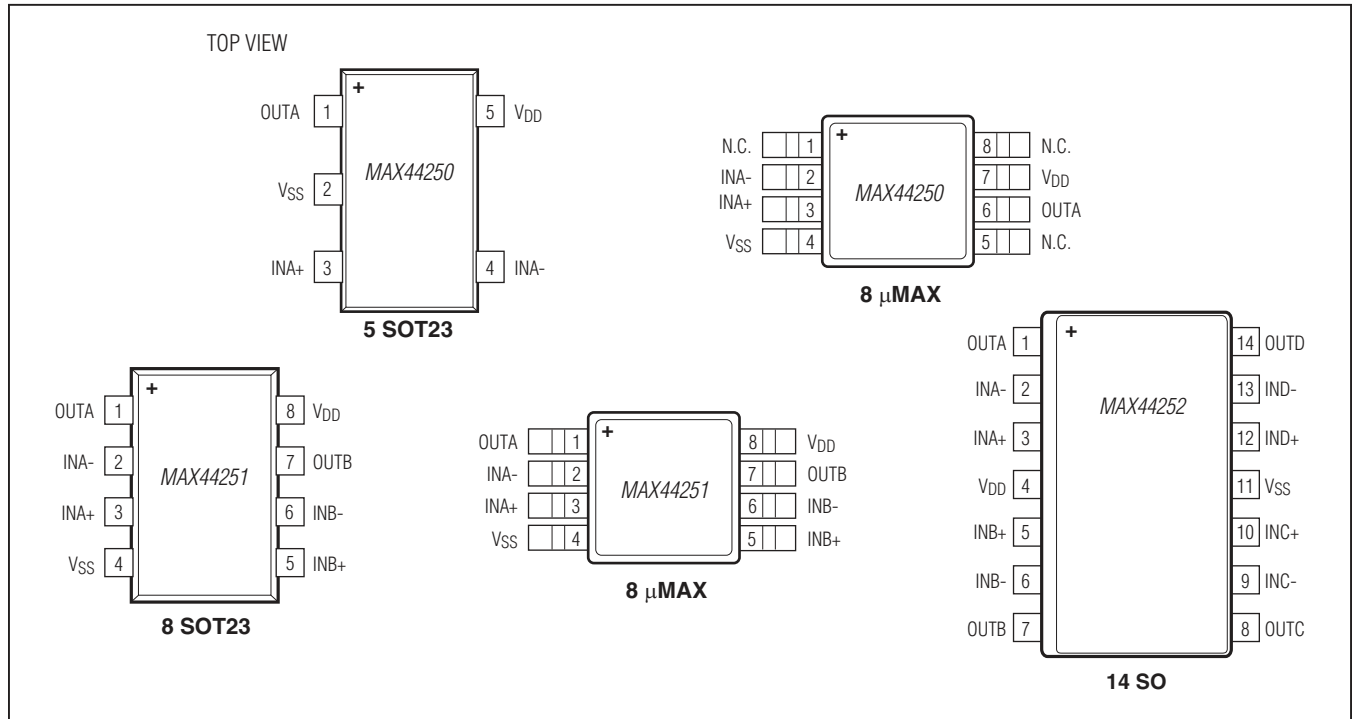 TOP VIEW
+
OUTA 1
5 VDD
MAX44250
VSS 2
INA+ 3
4 INA-
5 SOT23
+
N.C. 1
8 N.C.
INA- 2
7 VDD
MAX44250
INA+ 3
6 OUTA
VSS 4
5 N.C.
8 μMAX
+
OUTA 1
8 VDD
INA- 2
7 OUTB
MAX44251
INA+ 3
6 INB-
VSS 4
5 INB+
8 SOT23
+
OUTA 1
8 VDD
INA- 2
7 OUTB
MAX44251
INA+ 3
6 INB-
VSS 4
5 INB+
8 μMAX
+
OUTA 1
14 OUTD
INA- 2
13 IND-
MAX44252
INA+ 3
12 IND+
VDD 4
11 VSS
INB+ 5
10 INC+
INB- 6
9 INC-
OUTB 7
8 OUTC
14 SO